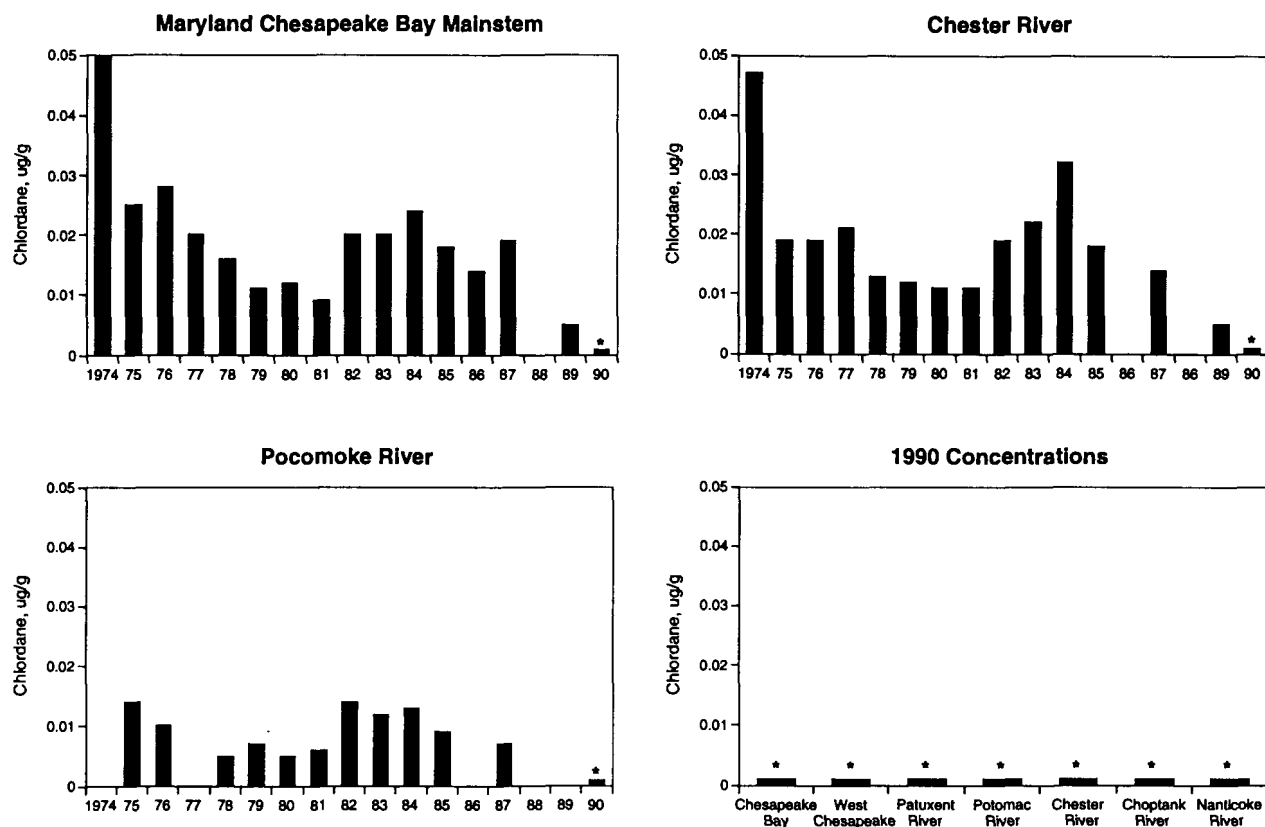 Maryland Chesapeake Bay Mainstem
Chlordane, ug/g
0.05
0.04
0.03
0.02
0.01
0
*
1974 75 76 77 78 79 80 81 82 83 84 85 86 87 88 89 90
Chester River
Chlordane, ug/g
0.05
0.04
0.03
0.02
0.01
0
*
1974 75 76 77 78 79 80 81 82 83 84 85 86 87 86 89 90
Pocomoke River
Chlordane, ug/g
0.05
0.04
0.03
0.02
0.01
0
*
1974 75 76 77 78 79 80 81 82 83 84 85 86 87 88 89 90
1990 Concentrations
Chlordane, ug/g
0.05
0.04
0.03
0.02
0.01
0
* * * * * * *
Chesapeake West Patuxent Potomac Chester Choptank Nanticoke
Bay Chesapeake River River River River River